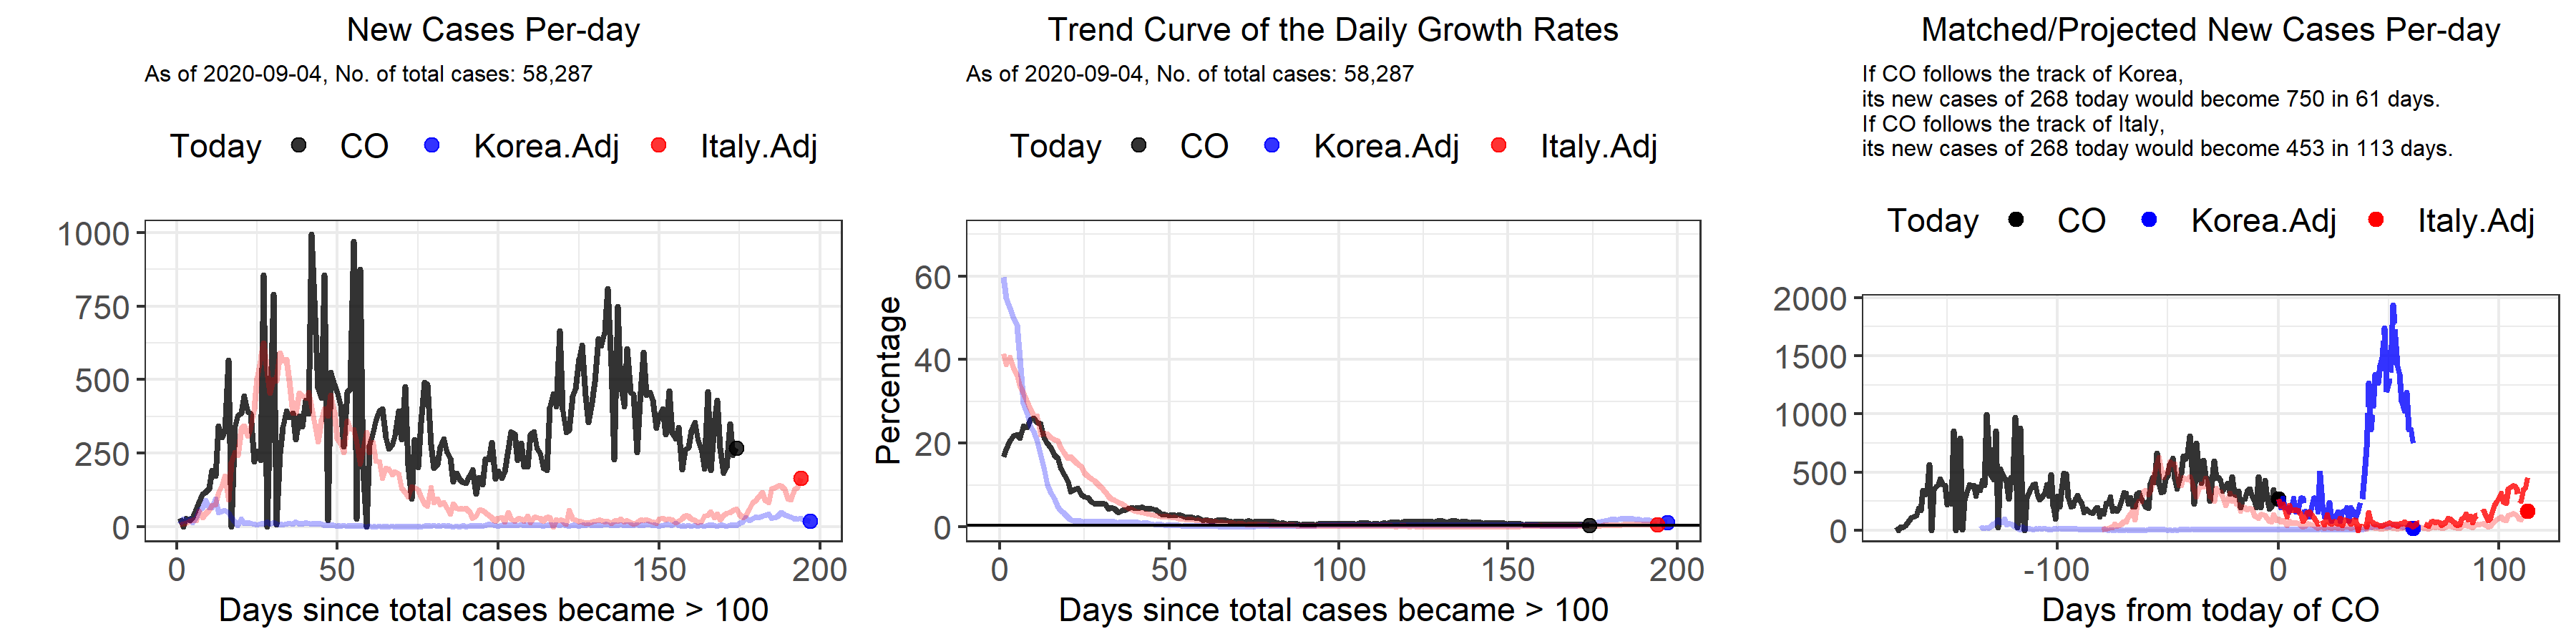 New Cases Per-day
As of 2020-09-04, No. of total cases: 58,287
Today CO Korea.Adj Italy.Adj
1000
750
500
250
0
0 50 100 150 200
Days since total cases became > 100
Trend Curve of the Daily Growth Rates
As of 2020-09-04, No. of total cases: 58,287
Today CO Korea.Adj Italy.Adj
Percentage
60
40
20
0
0 50 100 150 200
Days since total cases became > 100
Matched/Projected New Cases Per-day
If CO follows the track of Korea,
its new cases of 268 today would become 750 in 61 days.
If CO follows the track of Italy,
its new cases of 268 today would become 453 in 113 days.
Today CO Korea.Adj Italy.Adj
2000
1500
1000
500
0
-100 0 100
Days from today of CO